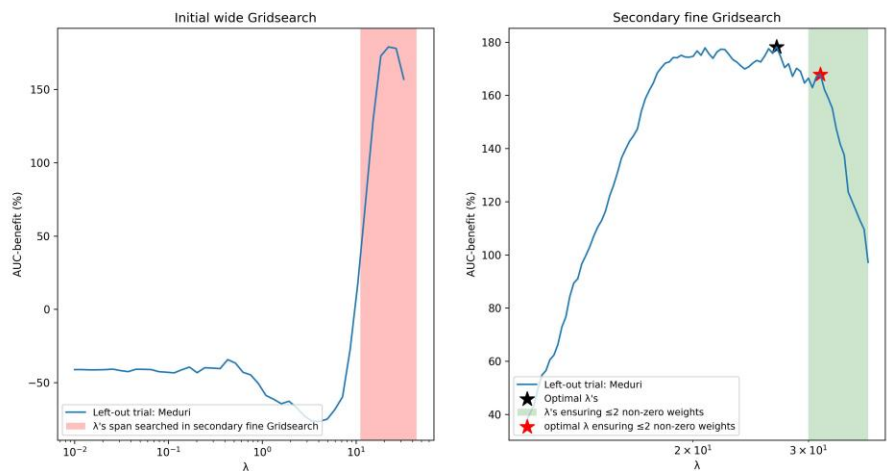 Initial wide Gridsearch
AUC-benefit (%)
150
100
50
0
−50
Left-out trial: Meduri
λ's span searched in secondary fine Gridsearch
10⁻² 10⁻¹ 10⁰ 10¹
λ
Secondary fine Gridsearch
AUC-benefit (%)
180
160
140
120
100
80
60
40
Left-out trial: Meduri
Optimal λ's
λ's ensuring ≤2 non-zero weights
optimal λ ensuring ≤2 non-zero weights
2 × 10¹ 3 × 10¹
λ